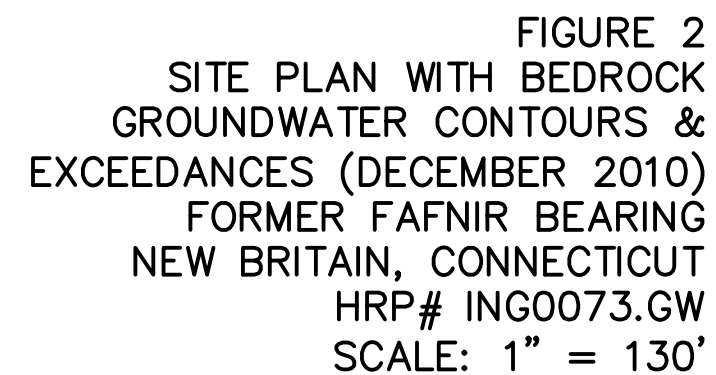 FIGURE 2
SITE PLAN WITH BEDROCK
GROUNDWATER CONTOURS &
EXCEEDANCES (DECEMBER 2010)
FORMER FAFNIR BEARING
NEW BRITAIN, CONNECTICUT
HRP# ING0073.GW
SCALE: 1" = 130'